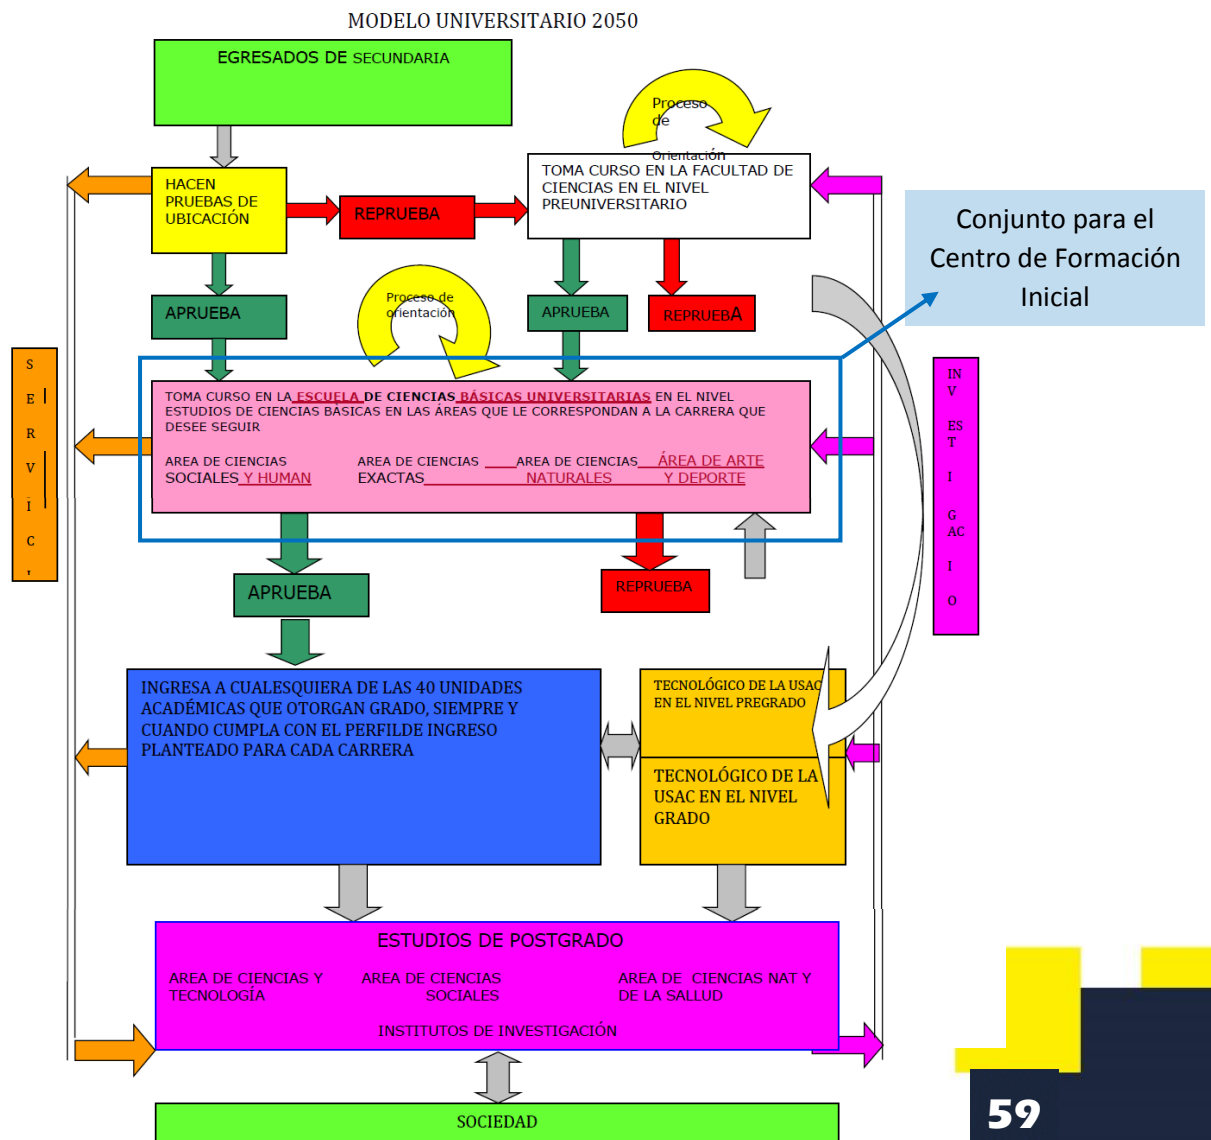 MODELO UNIVERSITARIO 2050
EGRESADOS DE SECUNDARIA
Proceso
de
Orientación
HACEN
PRUEBAS DE
UBICACIÓN
REPRUEBA
TOMA CURSO EN LA FACULTAD DE
CIENCIAS EN EL NIVEL
PREUNIVERSITARIO
Conjunto para el
Centro de Formación
Inicial
APRUEBA
Proceso de
orientación
APRUEBA
REPRUEBA
S
E
R
V
I
C
TOMA CURSO EN LA ESCUELA DE CIENCIAS BÁSICAS UNIVERSITARIAS EN EL NIVEL
ESTUDIOS DE CIENCIAS BÁSICAS EN LAS ÁREAS QUE LE CORRESPONDAN A LA CARRERA QUE
DESEE SEGUIR
AREA DE CIENCIAS
SOCIALES Y HUMAN
AREA DE CIENCIAS
EXACTAS
AREA DE CIENCIAS
NATURALES
ÁREA DE ARTE
Y DEPORTE
IN
V
ES
T
I
G
AC
I
O
APRUEBA
REPRUEBA
INGRESA A CUALESQUIERA DE LAS 40 UNIDADES
ACADÉMICAS QUE OTORGAN GRADO, SIEMPRE Y
CUANDO CUMPLA CON EL PERFILDE INGRESO
PLANTEADO PARA CADA CARRERA
TECNOLÓGICO DE LA USAC
EN EL NIVEL PREGRADO
TECNOLÓGICO DE LA
USAC EN EL NIVEL
GRADO
ESTUDIOS DE POSTGRADO
AREA DE CIENCIAS Y
TECNOLOGÍA
AREA DE CIENCIAS
SOCIALES
AREA DE CIENCIAS NAT Y
DE LA SALLUD
INSTITUTOS DE INVESTIGACIÓN
SOCIEDAD
59